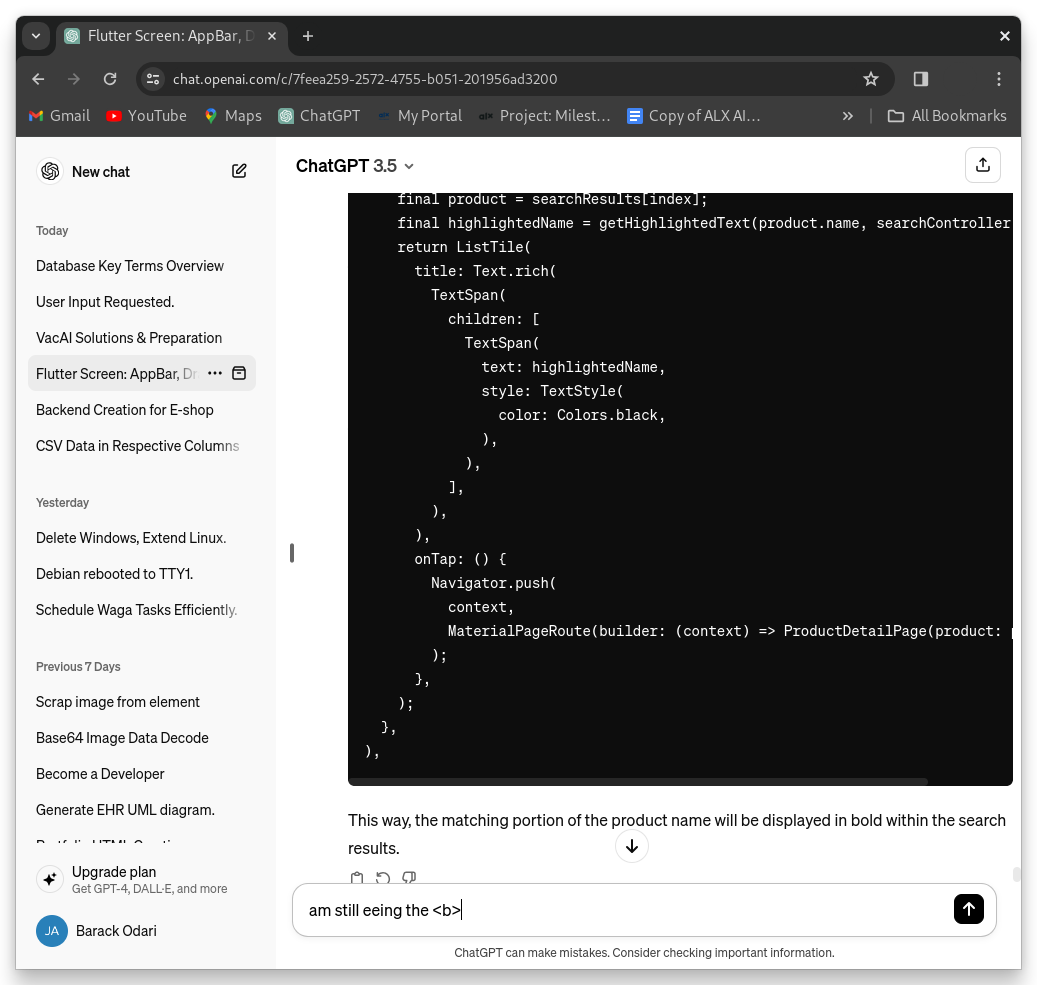 Flutter Screen: AppBar, D
chat.openai.com/c/7feea259-2572-4755-b051-201956ad3200
Gmail YouTube Maps ChatGPT My Portal Project: Milest... Copy of ALX AI... » All Bookmarks
New chat
Today
Database Key Terms Overview
User Input Requested.
VacAI Solutions & Preparation
Flutter Screen: AppBar, Dr
Backend Creation for E-shop
CSV Data in Respective Columns
Yesterday
Delete Windows, Extend Linux.
Debian rebooted to TTY1.
Schedule Waga Tasks Efficiently.
Previous 7 Days
Scrap image from element
Base64 Image Data Decode
Become a Developer
Generate EHR UML diagram.
Upgrade plan
Get GPT-4, DALL·E, and more
JA Barack Odari
ChatGPT 3.5
final product = searchResults[index];
final highlightedName = getHighlightedText(product.name, searchController
return ListTile(
title: Text.rich(
TextSpan(
children: [
TextSpan(
text: highlightedName,
style: TextStyle(
color: Colors.black,
),
),
],
),
),
onTap: () {
Navigator.push(
context,
MaterialPageRoute(builder: (context) => ProductDetailPage(product:
);
},
);
},
),
This way, the matching portion of the product name will be displayed in bold within the search
results.
am still eeing the <b>
ChatGPT can make mistakes. Consider checking important information.